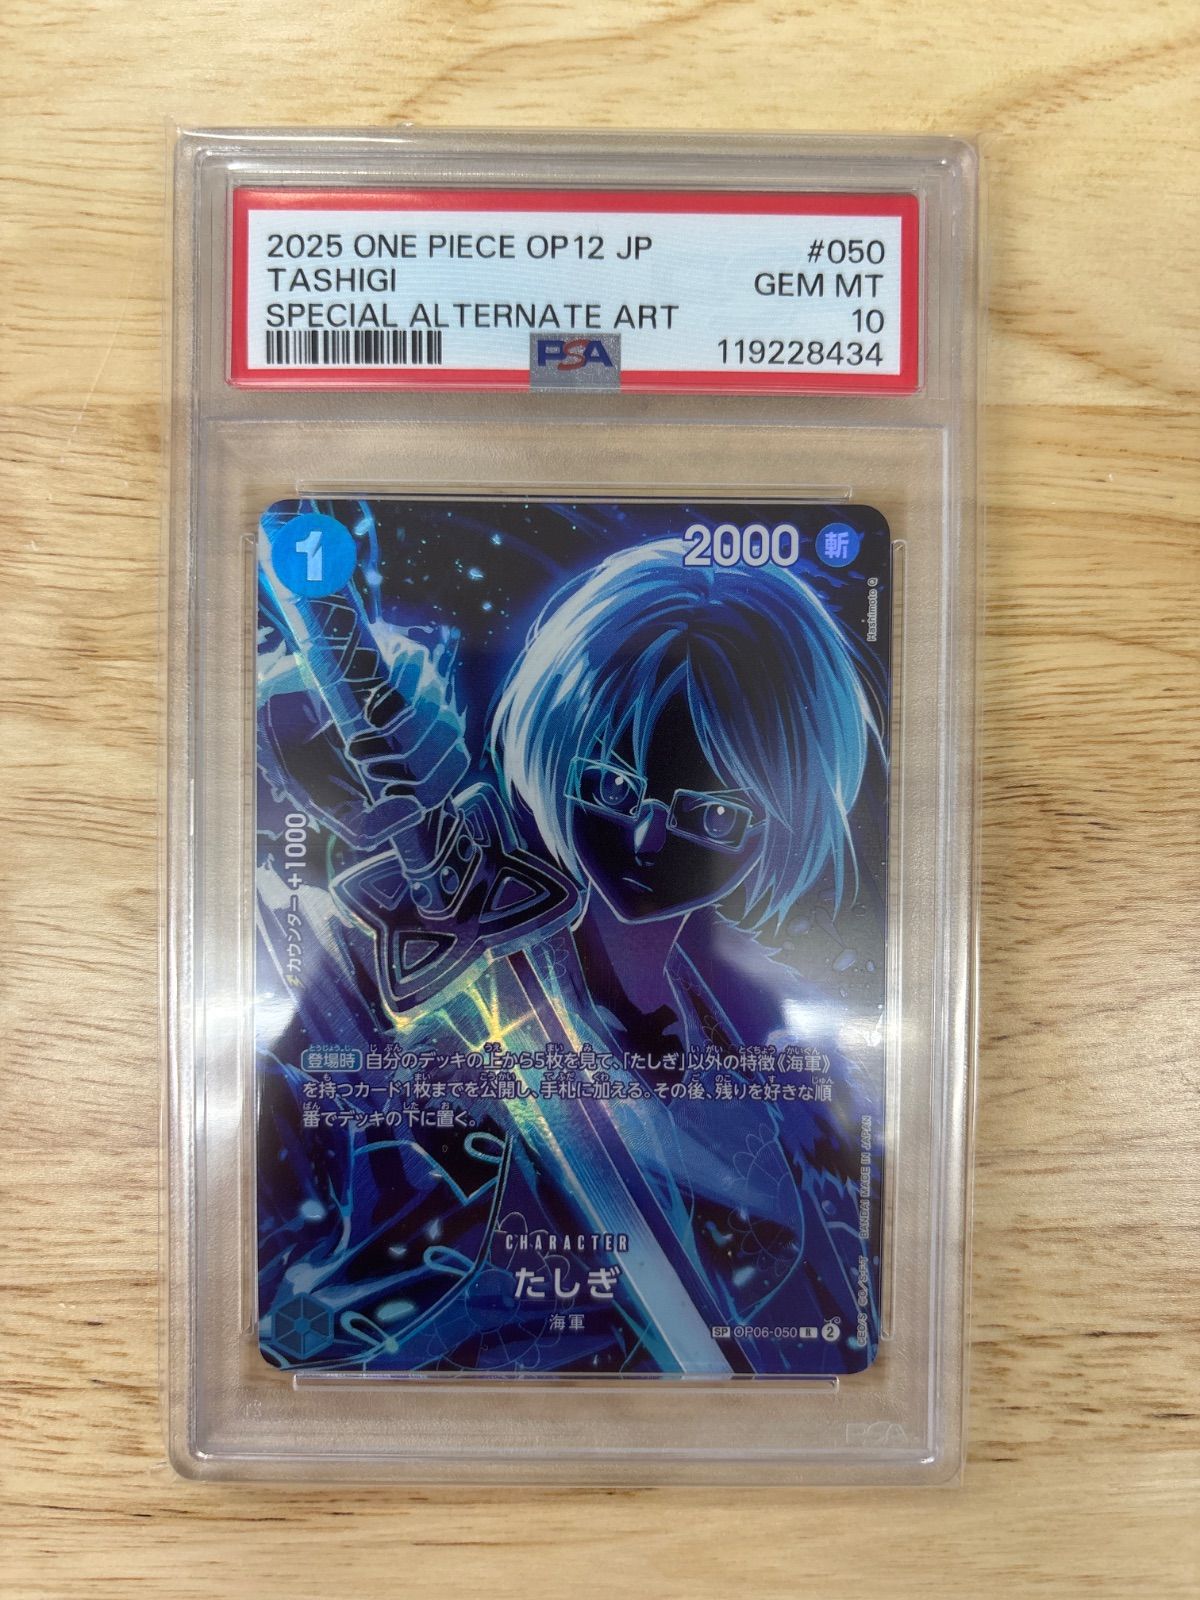 2025 ONE PIECE OP12 JP #050
TASHIGI GEM MT
SPECIAL ALTERNATE ART 10
PSA 119228434
1
2000 斬
Hashimoto Q
カウンター+1000
登場時 自分のデッキの上から5枚を見て、「たしぎ」以外の特徴《海軍》
を持つカード1枚までを公開し、手札に加える。その後、残りを好きな順
番でデッキの下に置く。
CHARACTER
たしぎ
海軍
SP OP06-050 R 2
©EO/S ©O/S・F・T BANDAI MADE IN JAPAN
PSA